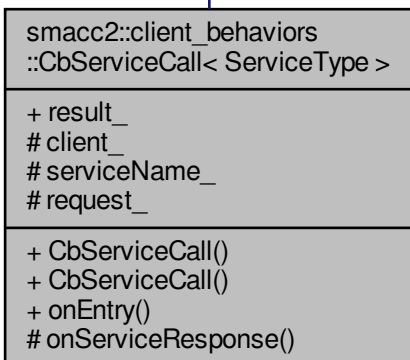 smacc2::client_behaviors
::CbServiceCall< ServiceType >
+ result_
# client_
# serviceName_
# request_
+ CbServiceCall()
+ CbServiceCall()
+ onEntry()
# onServiceResponse()